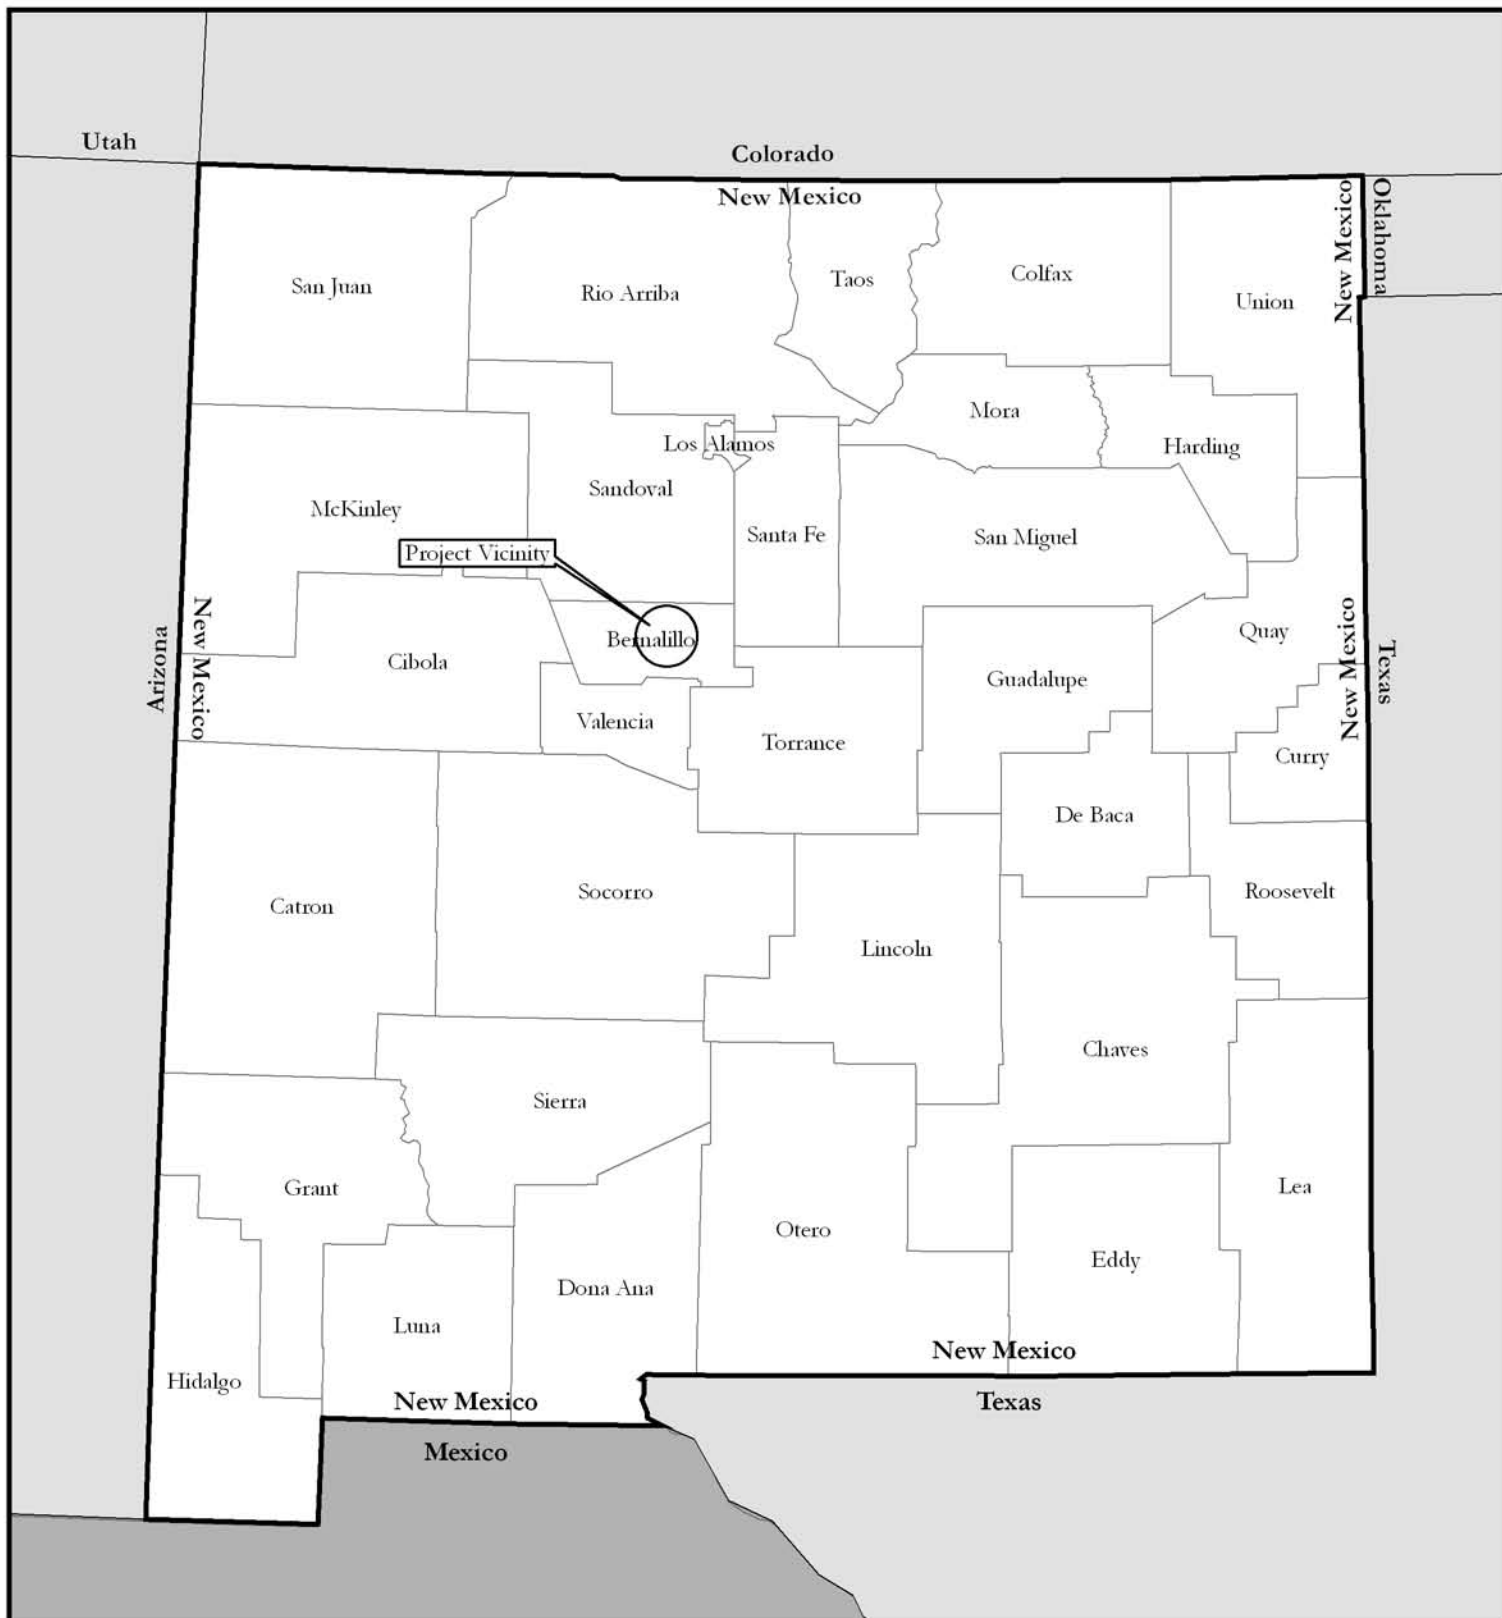 Utah
Colorado
New Mexico
New Mexico
Oklahoma
San Juan
Rio Arriba
Taos
Colfax
Union
Mora
Los Alamos
Harding
Sandoval
McKinley
Santa Fe
San Miguel
Project Vicinity
Arizona
New Mexico
Bernalillo
Cibola
Quay
New Mexico
Texas
Guadalupe
Valencia
Torrance
Curry
De Baca
Catron
Socorro
Roosevelt
Lincoln
Chaves
Sierra
Grant
Lea
Otero
Eddy
Dona Ana
Luna
Hidalgo
New Mexico
New Mexico
Texas
Mexico